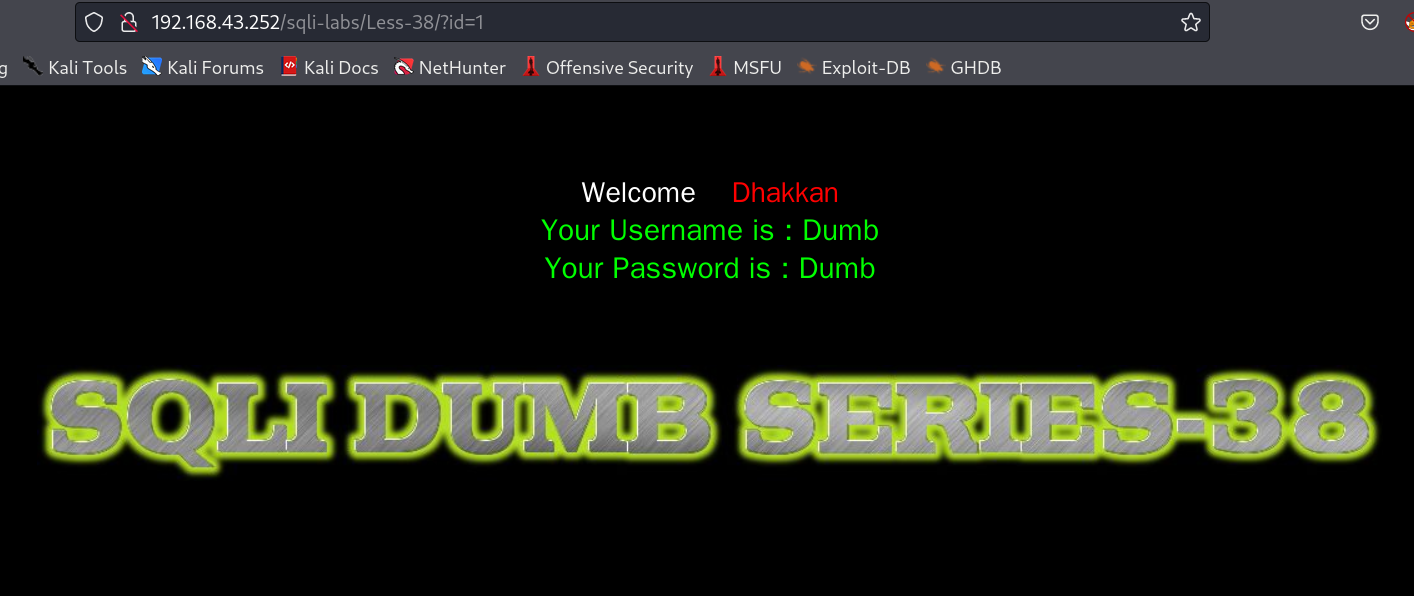 192.168.43.252/sqli-labs/Less-38/?id=1
g Kali Tools Kali Forums Kali Docs NetHunter Offensive Security MSFU Exploit-DB GHDB
Welcome Dhakkan
Your Username is : Dumb
Your Password is : Dumb
SQLI DUMB SERIES-38